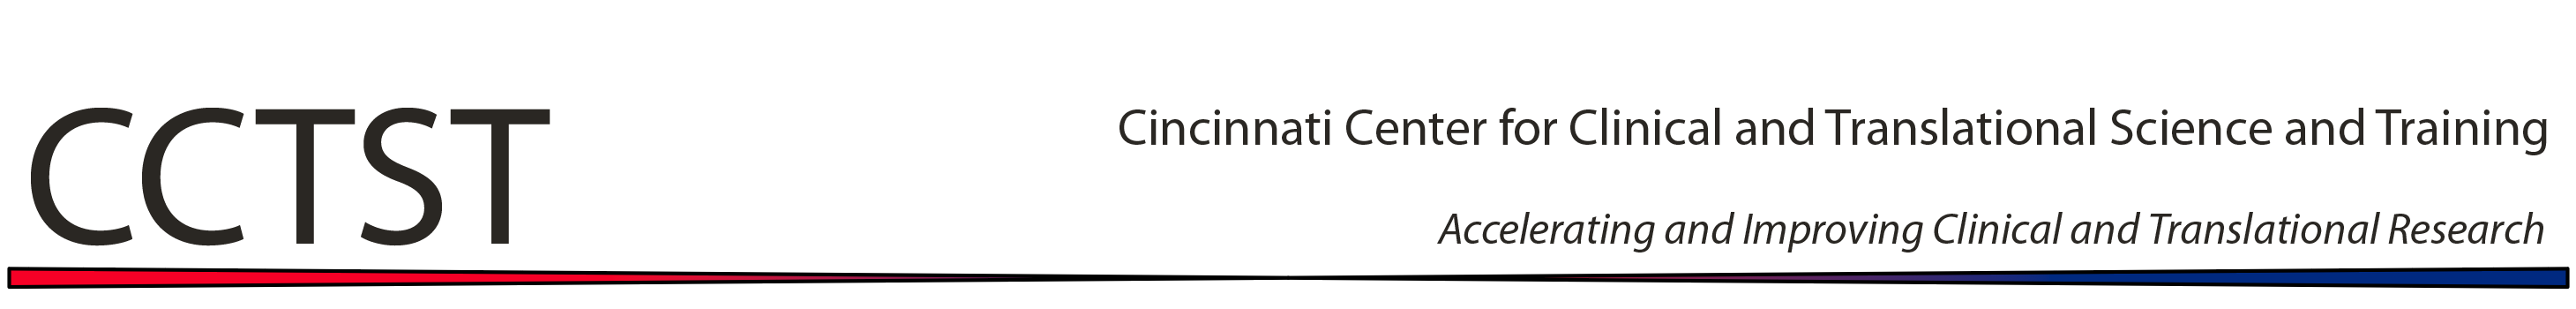 CCTST
Cincinnati Center for Clinical and Translational Science and Training
Accelerating and Improving Clinical and Translational Research